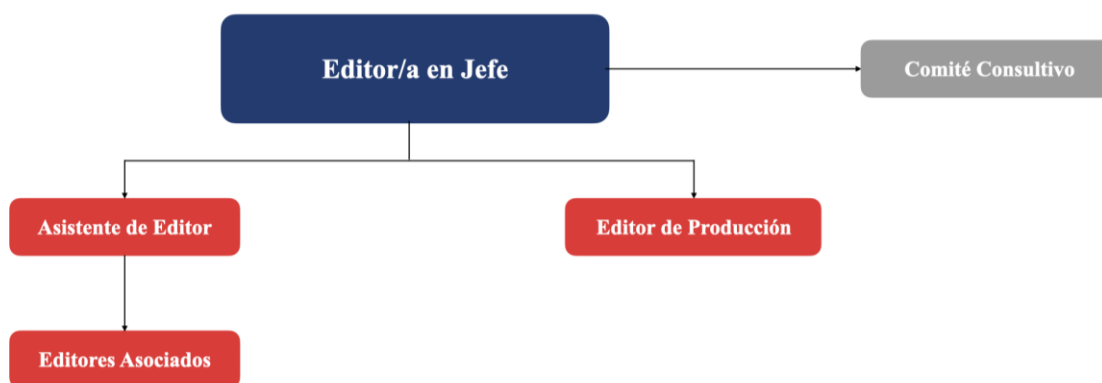 Editor/a en Jefe
Comité Consultivo
Asistente de Editor
Editor de Producción
Editores Asociados